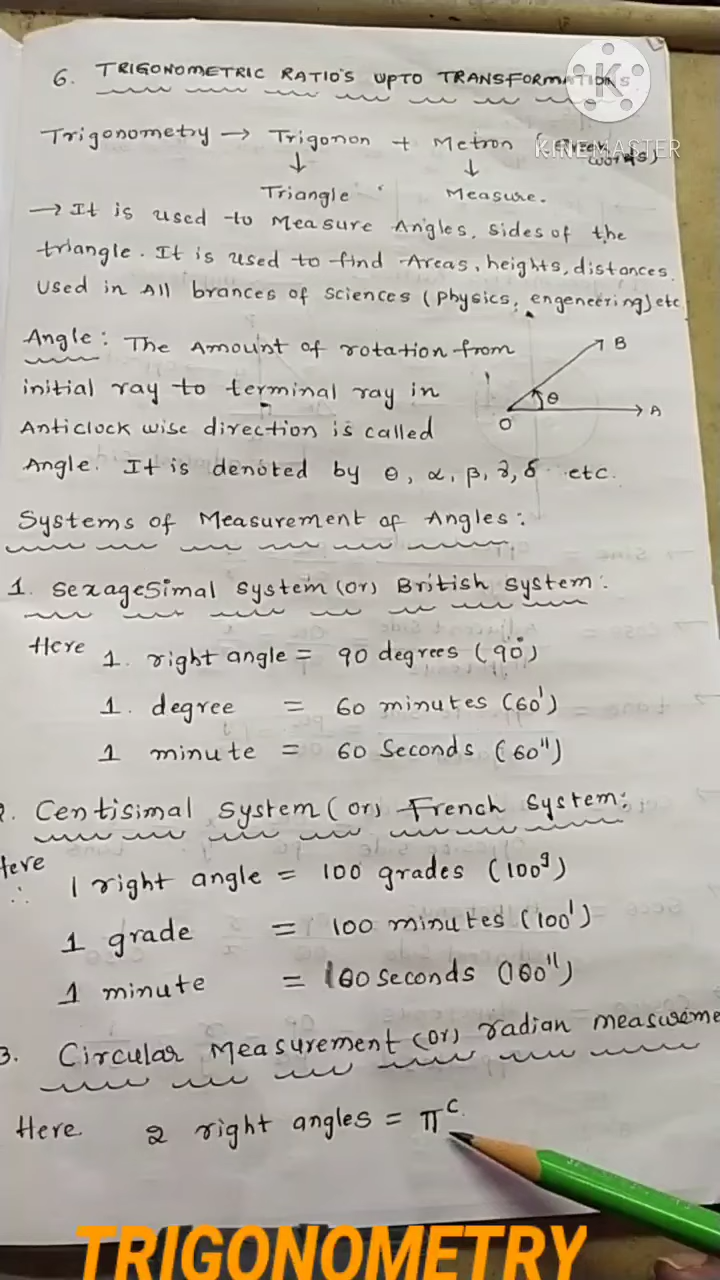 6. TRIGONOMETRIC RATIO'S UPTO TRANSFORMATIONS
KINEMASTER
Trigonometry → Trigonon + Metron (Greek words)
↓ ↓
Triangle Measure.
→ It is used to Measure Angles, sides of the
triangle. It is used to find Areas, heights, distances.
Used in All brances of sciences (physics, engeneering) etc
Angle: The Amount of rotation from
initial ray to terminal ray in
Anticlock wise direction is called
Angle. It is denoted by θ, α, β, γ, δ etc.
B
θ
O
A
Systems of Measurement of Angles:
1. Sexagesimal system (or) British system:
Here 1. right angle = 90 degrees (90°)
1. degree = 60 minutes (60')
1 minute = 60 Seconds (60")
2. Centisimal system (or) French system:
Here
∴ 1 right angle = 100 grades (100ᵍ)
1 grade = 100 minutes (100')
1 minute = 100 seconds (100")
3. Circular Measurement (or) radian measureme
Here 2 right angles = πᶜ
TRIGONOMETRY